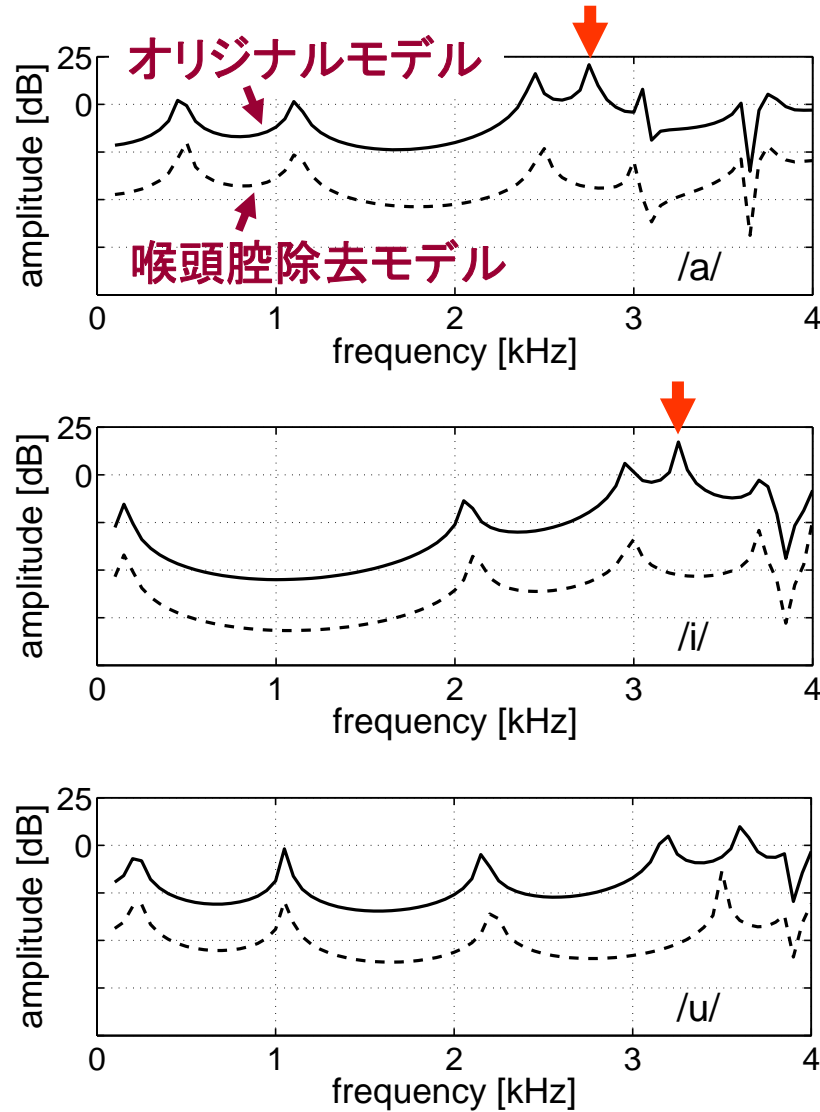 オリジナルモデル
喉頭腔除去モデル
25
0
amplitude [dB]
/a/
0
1
2
3
4
frequency [kHz]
25
0
amplitude [dB]
/i/
0
1
2
3
4
frequency [kHz]
25
0
amplitude [dB]
/u/
0
1
2
3
4
frequency [kHz]